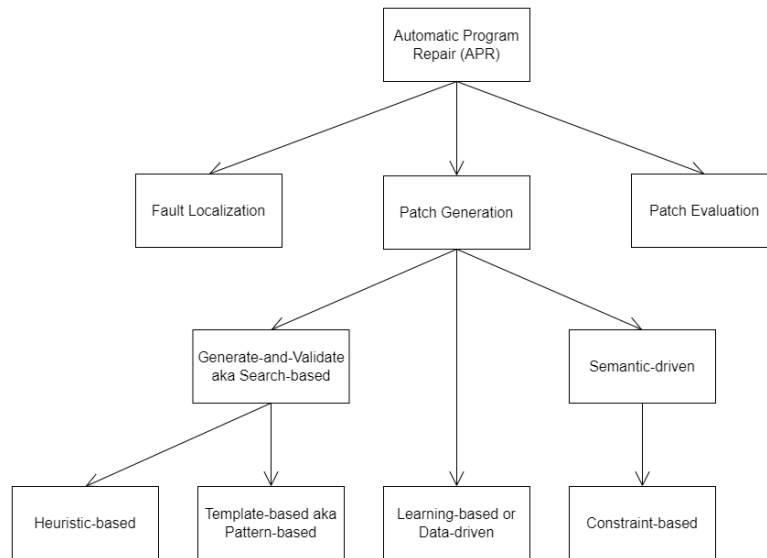 Automatic Program
Repair (APR)
Fault Localization
Patch Generation
Patch Evaluation
Generate-and-Validate
aka Search-based
Semantic-driven
Heuristic-based
Template-based aka
Pattern-based
Learning-based or
Data-driven
Constraint-based